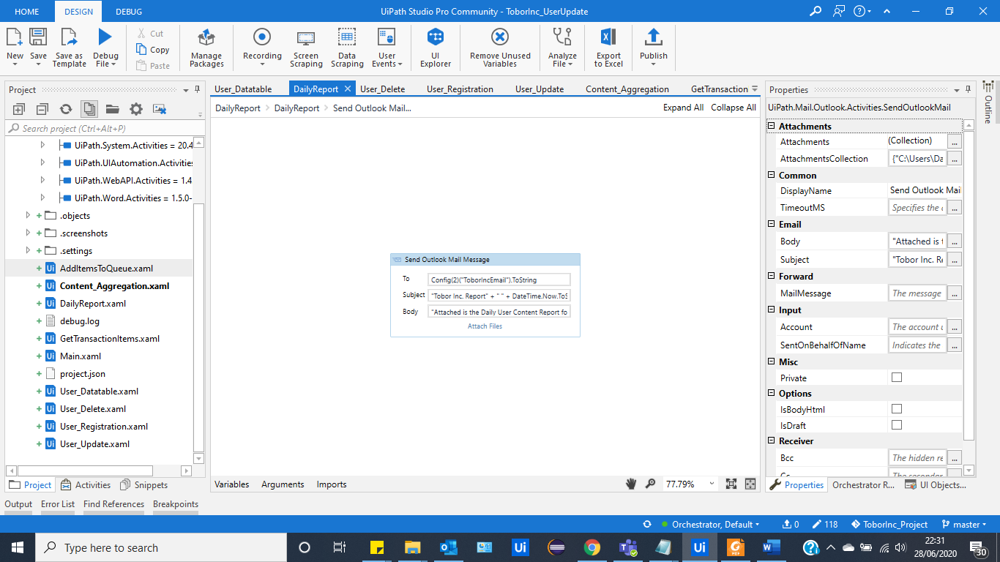 HOME DESIGN DEBUG UiPath Studio Pro Community - ToborInc_UserUpdate
New Save Save as Template Debug File Cut Copy Paste Manage Packages Recording Screen Scraping Data Scraping User Events UI Explorer Remove Unused Variables Analyze File Export to Excel Publish
Project
Search project (Ctrl+Alt+P)
UiPath.System.Activities = 20.4
UiPath.UIAutomation.Activities
UiPath.WebAPI.Activities = 1.4
UiPath.Word.Activities = 1.5.0-
.objects
.screenshots
.settings
AddItemsToQueue.xaml
Content_Aggregation.xaml
DailyReport.xaml
debug.log
GetTransactionItems.xaml
Main.xaml
project.json
User_Datatable.xaml
User_Delete.xaml
User_Registration.xaml
User_Update.xaml
Project Activities Snippets
User_Datatable DailyReport User_Delete User_Registration User_Update Content_Aggregation GetTransaction
DailyReport DailyReport Send Outlook Mail... Expand All Collapse All
Send Outlook Mail Message
To Config(2)("ToborIncEmail").ToString
Subject "Tobor Inc. Report" + " " + DateTime.Now.ToS
Body "Attached is the Daily User Content Report fo
Attach Files
Variables Arguments Imports 77.79%
Properties
UiPath.Mail.Outlook.Activities.SendOutlookMail
Attachments
Attachments (Collection) ...
AttachmentsCollection {"C:\Users\Da ...
Common
DisplayName Send Outlook Mail
TimeoutMS Specifies the ...
Email
Body "Attached is t ...
Subject "Tobor Inc. Re ...
Forward
MailMessage The message ...
Input
Account The account ...
SentOnBehalfOfName Indicates the ...
Misc
Private
Options
IsBodyHtml
IsDraft
Receiver
Bcc The hidden re ...
Properties Orchestrator R... UI Objects...
Outline
Output Error List Find References Breakpoints
Orchestrator, Default 0 118 ToborInc_Project master
Type here to search
22:31
28/06/2020
30